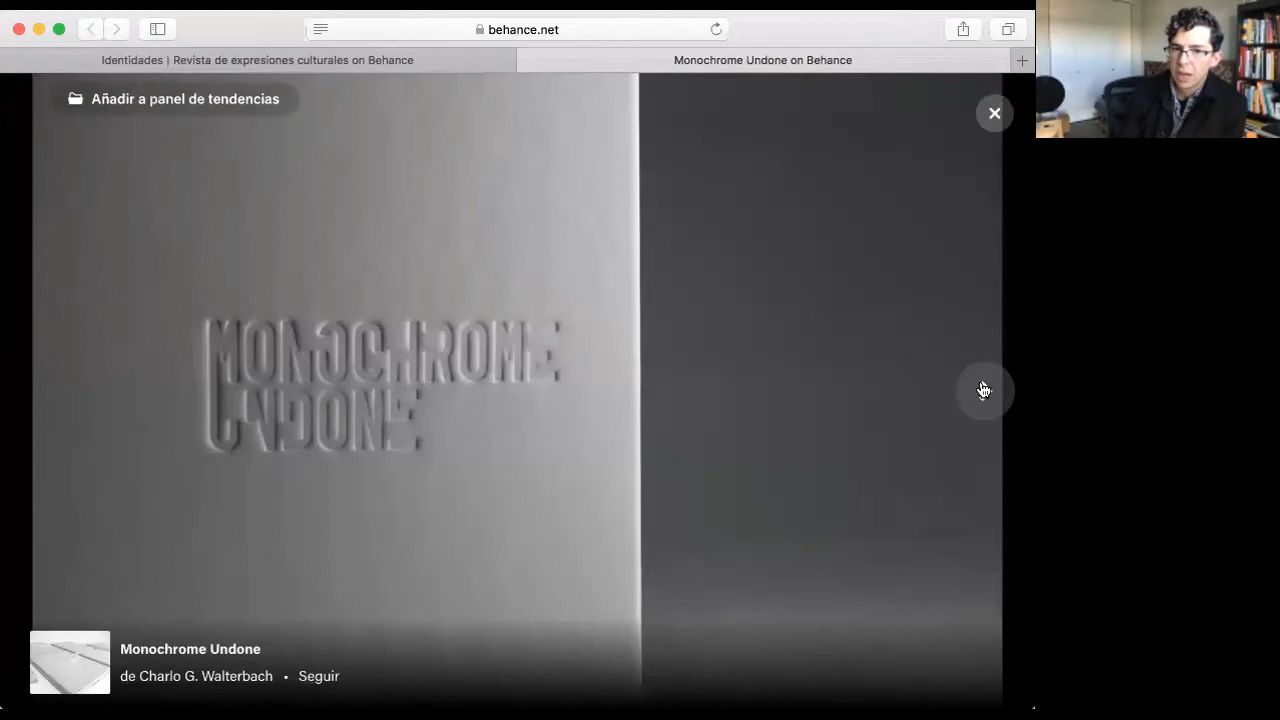 behance.net
Identidades | Revista de expresiones culturales on Behance
Monochrome Undone on Behance
Añadir a panel de tendencias
MONOCHROME
UNDONE
Monochrome Undone
de Charlo G. Walterbach • Seguir